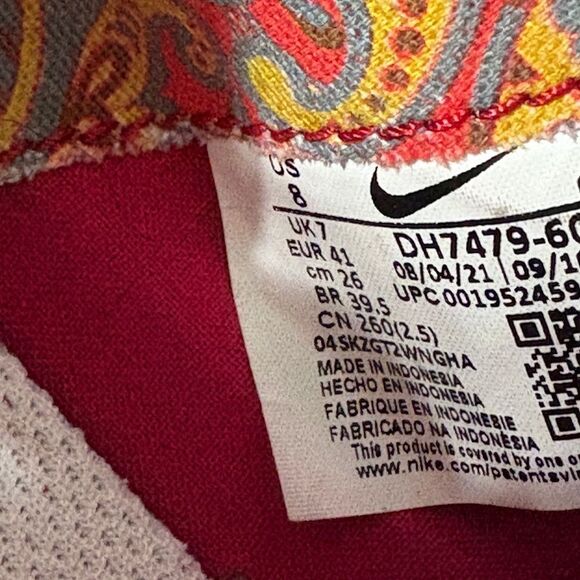 US
8
UK 7
EUR 41
cm 26
BR 39.5
CN 260(2.5)
DH7479-60
08/04/21 | 09/1
UPC 001952459
04SKZGT2WNGHA
MADE IN INDONESIA
HECHO EN INDONESIA
FABRIQUE EN INDONESIE
FABRICADO NA INDONESIA
This product is covered by one o
www.nike.com/patents